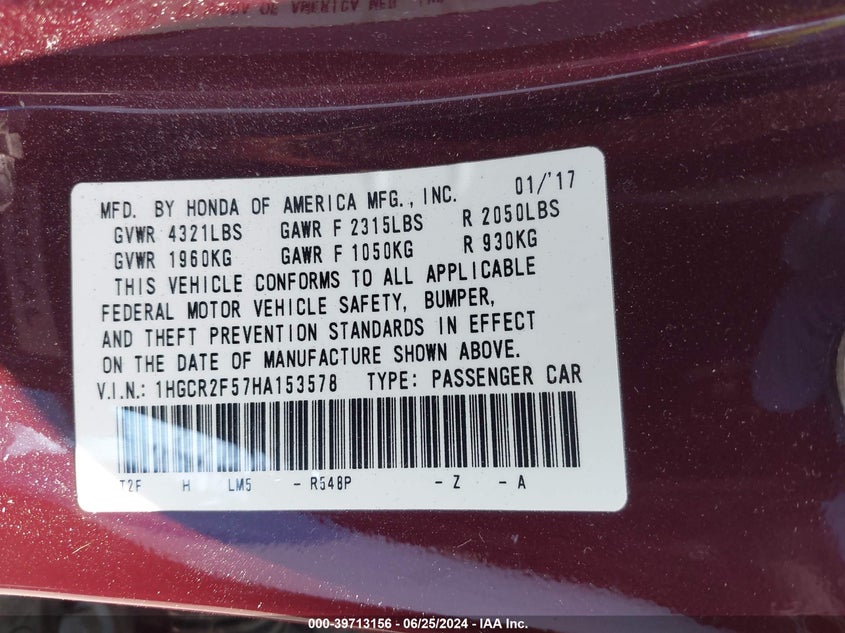 MFD. BY HONDA OF AMERICA MFG., INC. 01/'17
GVWR 4321LBS GAWR F 2315LBS R 2050LBS
GVWR 1960KG GAWR F 1050KG R 930KG
THIS VEHICLE CONFORMS TO ALL APPLICABLE
FEDERAL MOTOR VEHICLE SAFETY, BUMPER,
AND THEFT PREVENTION STANDARDS IN EFFECT
ON THE DATE OF MANUFACTURE SHOWN ABOVE.
V.I.N.: 1HGCR2F57HA153578 TYPE: PASSENGER CAR
T2F H LM5 - R548P - Z - A
000-39713156 / 06/25/2024 - IAA Inc.